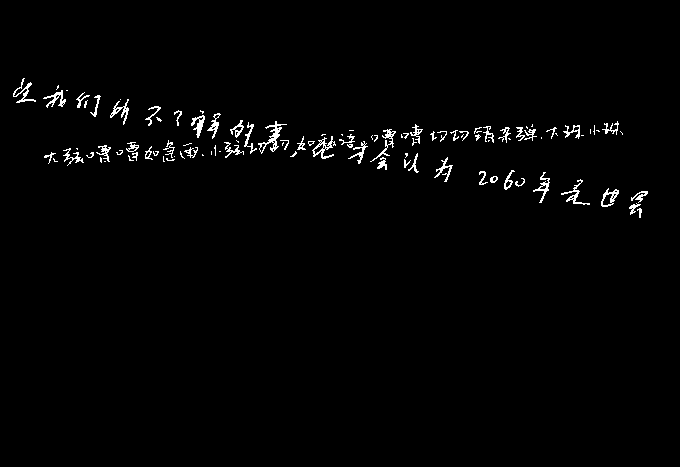 些我们所不了解的事,也才会认为2060年是世界
大弦嘈嘈如急雨.小弦切切如私语.嘈嘈切切错杂弹.大珠小珠.